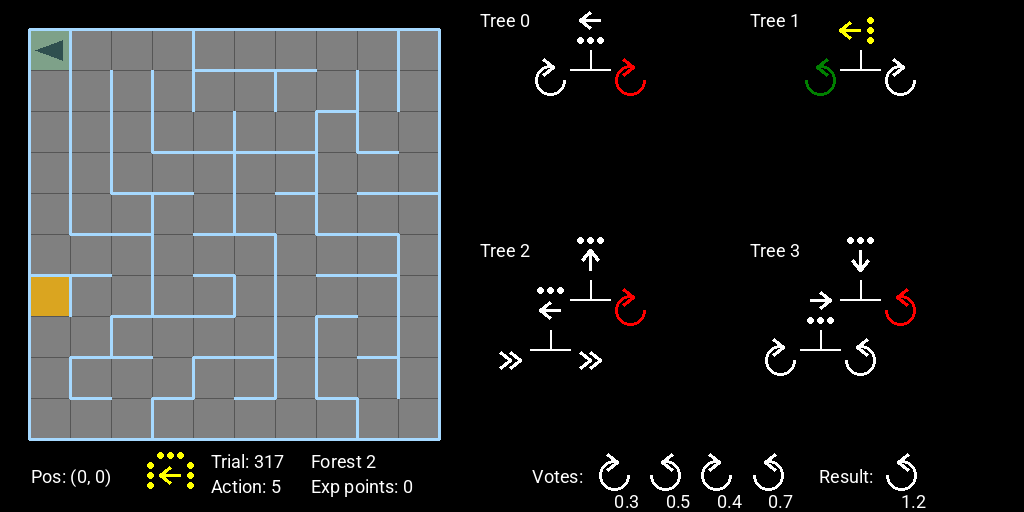 Tree 0
Tree 1
Tree 2
Tree 3
Pos: (0, 0)
Trial: 317
Forest 2
Action: 5
Exp points: 0
Votes:
0.3
0.5
0.4
0.7
Result:
1.2